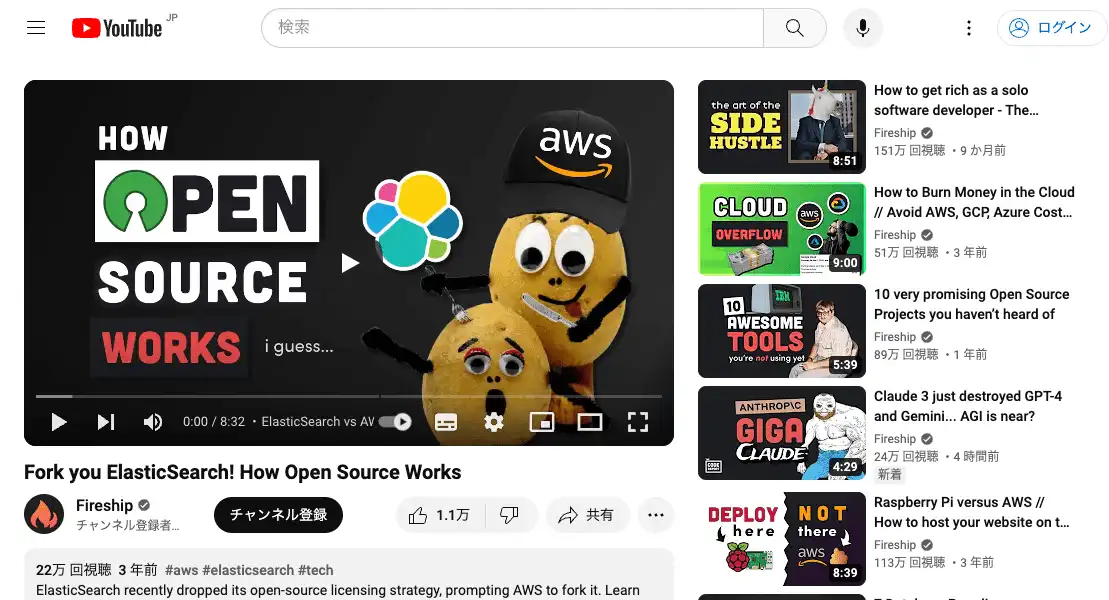 YouTube JP
検索
ログイン
HOW
OPEN
SOURCE
WORKS
i guess...
aws
0:00 / 8:32 • ElasticSearch vs AW
Fork you ElasticSearch! How Open Source Works
Fireship
チャンネル登録者...
チャンネル登録
1.1万
共有
22万 回視聴 3 年前 #aws #elasticsearch #tech
ElasticSearch recently dropped its open-source licensing strategy, prompting AWS to fork it. Learn
the art of the
SIDE
HUSTLE
8:51
How to get rich as a solo
software developer - The...
Fireship
151万 回視聴 • 9 か月前
CLOUD
aws
OVERFLOW
9:00
How to Burn Money in the Cloud
// Avoid AWS, GCP, Azure Cost...
Fireship
51万 回視聴 • 3 年前
10
IBM
AWESOME
TOOLS
you're not using yet
5:39
10 very promising Open Source
Projects you haven't heard of
Fireship
89万 回視聴 • 1 年前
ANTHROP\C
GIGA
CLAUDE
CODE
REPORT
4:29
Claude 3 just destroyed GPT-4
and Gemini... AGI is near?
Fireship
24万 回視聴 • 4 時間前
新着
DEPLOY NOT
here there
aws
8:39
Raspberry Pi versus AWS //
How to host your website on t...
Fireship
113万 回視聴 • 3 年前